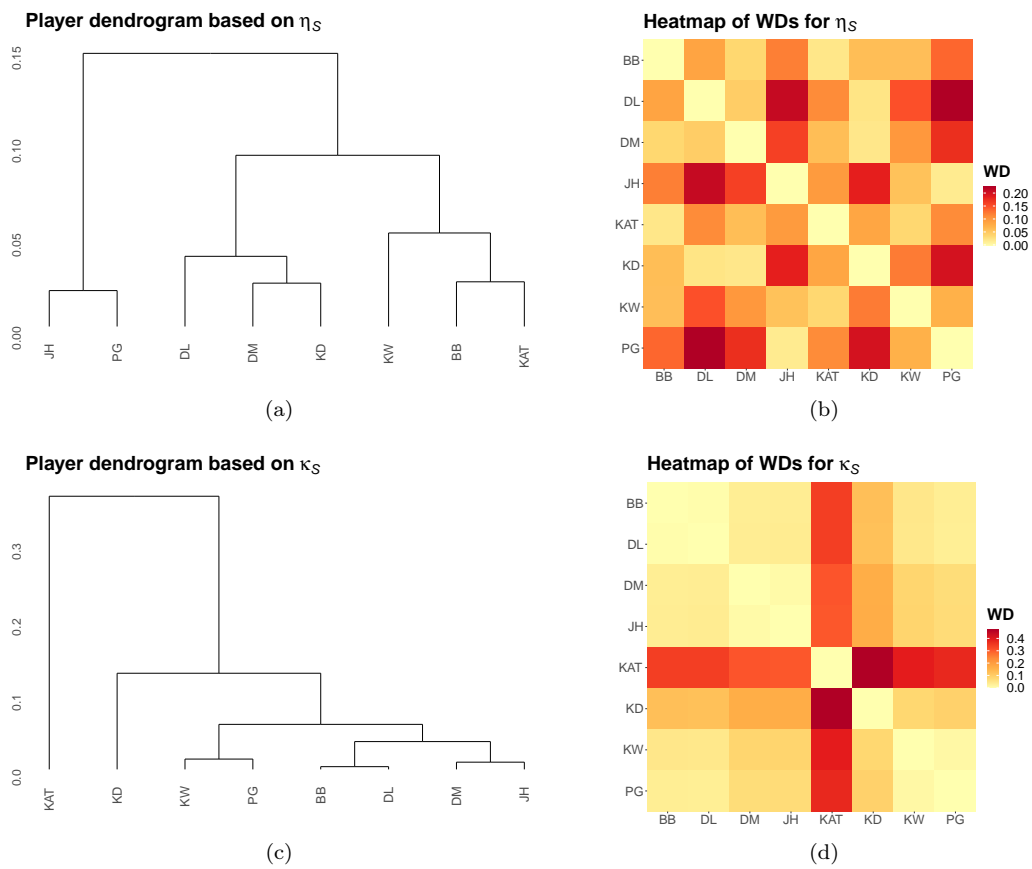 Player dendrogram based on ηS
0.15
0.10
0.05
0.00
JH
PG
DL
DM
KD
KW
BB
KAT
(a)
Heatmap of WDs for ηS
BB
DL
DM
JH
KAT
KD
KW
PG
BB DL DM JH KAT KD KW PG
WD
0.20
0.15
0.10
0.05
0.00
(b)
Player dendrogram based on κS
0.3
0.2
0.1
0.0
KAT
KD
KW
PG
BB
DL
DM
JH
(c)
Heatmap of WDs for κS
BB
DL
DM
JH
KAT
KD
KW
PG
BB DL DM JH KAT KD KW PG
WD
0.4
0.3
0.2
0.1
0.0
(d)